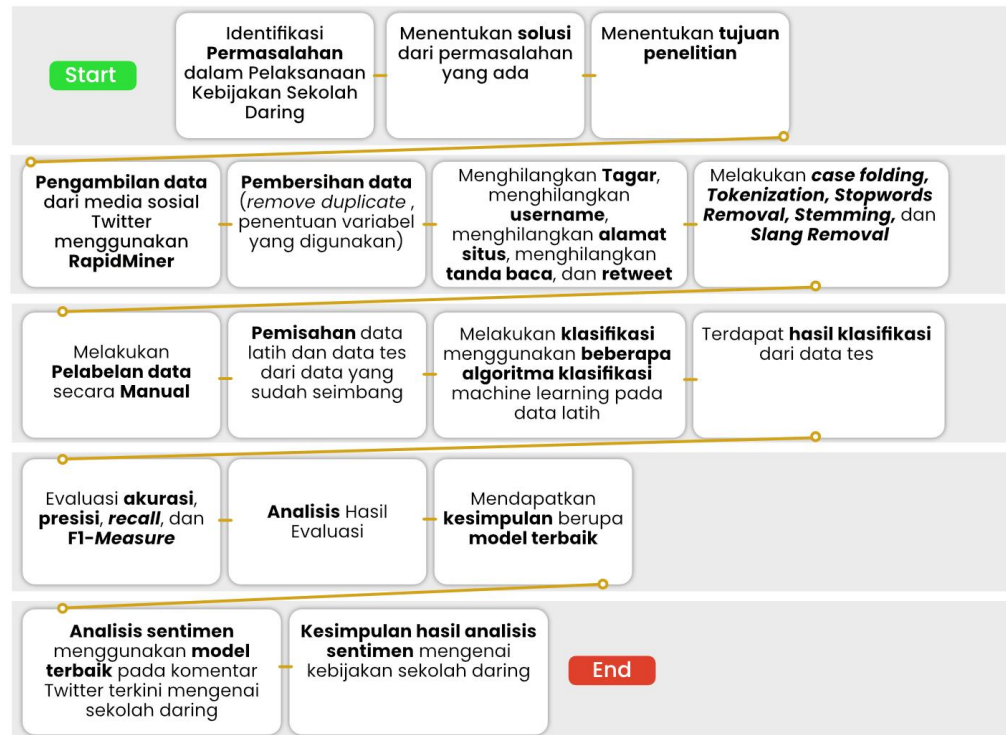 Start
Identifikasi
Permasalahan
dalam Pelaksanaan
Kebijakan Sekolah
Daring
Menentukan solusi
dari permasalahan
yang ada
Menentukan tujuan
penelitian
Pengambilan data
dari media sosial
Twitter
menggunakan
RapidMiner
Pembersihan data
(remove duplicate ,
penentuan variabel
yang digunakan)
Menghilangkan Tagar,
menghilangkan
username,
menghilangkan alamat
situs, menghilangkan
tanda baca, dan retweet
Melakukan case folding,
Tokenization, Stopwords
Removal, Stemming, dan
Slang Removal
Melakukan
Pelabelan data
secara Manual
Pemisahan data
latih dan data tes
dari data yang
sudah seimbang
Melakukan klasifikasi
menggunakan beberapa
algoritma klasifikasi
machine learning pada
data latih
Terdapat hasil klasifikasi
dari data tes
Evaluasi akurasi,
presisi, recall, dan
F1-Measure
Analisis Hasil
Evaluasi
Mendapatkan
kesimpulan berupa
model terbaik
Analisis sentimen
menggunakan model
terbaik pada komentar
Twitter terkini mengenai
sekolah daring
Kesimpulan hasil analisis
sentimen mengenai
kebijakan sekolah daring
End